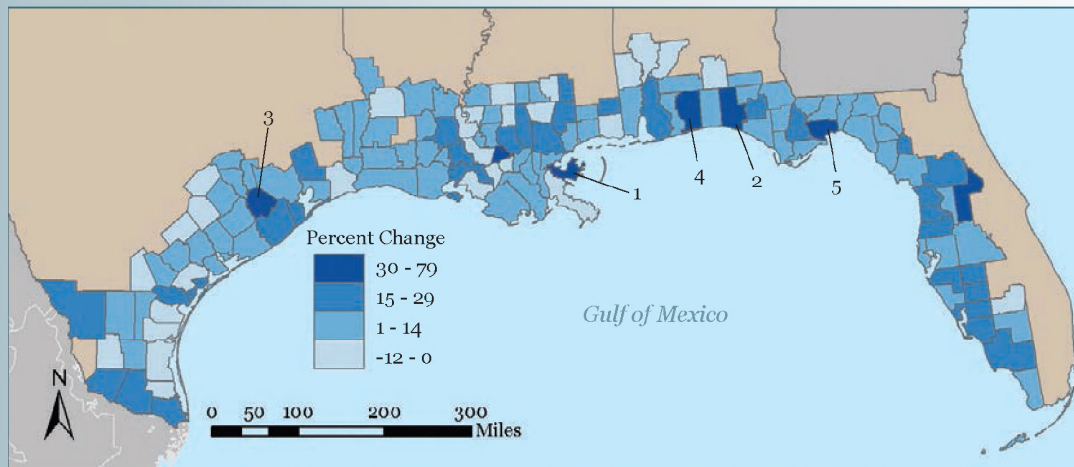 3
1
4
2
5
Percent Change
30 - 79
15 - 29
1 - 14
-12 - 0
Gulf of Mexico
N
0 50 100 200 300
Miles